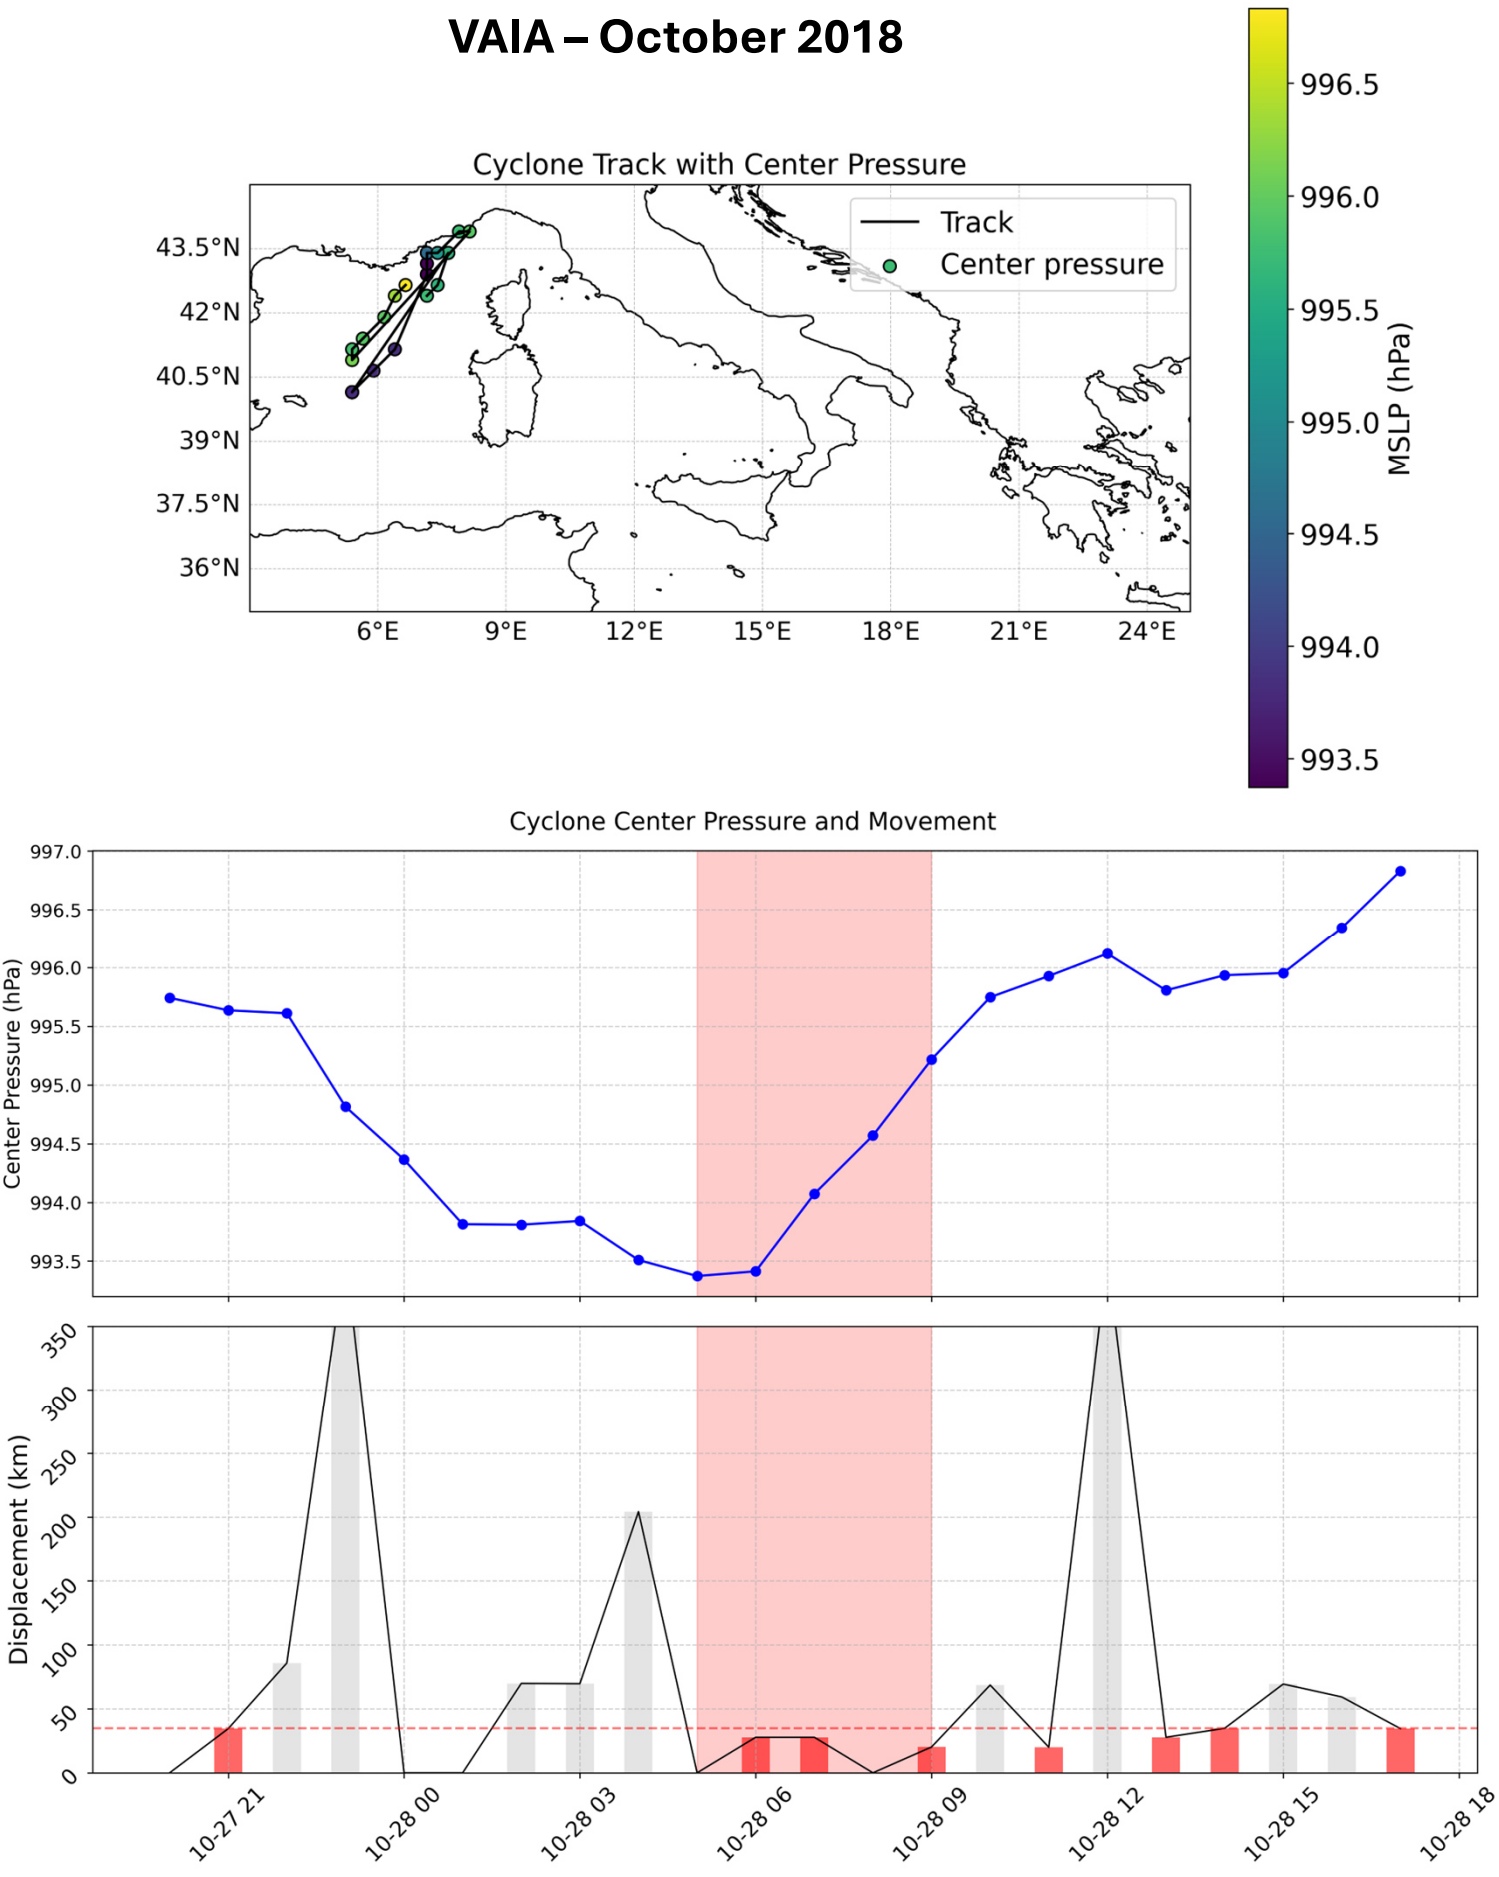 VAIA – October 2018
Cyclone Track with Center Pressure
Track
Center pressure
43.5°N
42°N
40.5°N
39°N
37.5°N
36°N
6°E 9°E 12°E 15°E 18°E 21°E 24°E
996.5
996.0
995.5
995.0
994.5
994.0
993.5
MSLP (hPa)
Cyclone Center Pressure and Movement
997.0
996.5
996.0
995.5
995.0
994.5
994.0
993.5
Center Pressure (hPa)
350
300
250
200
150
100
50
0
Displacement (km)
10-27 21
10-28 00
10-28 03
10-28 06
10-28 09
10-28 12
10-28 15
10-28 18